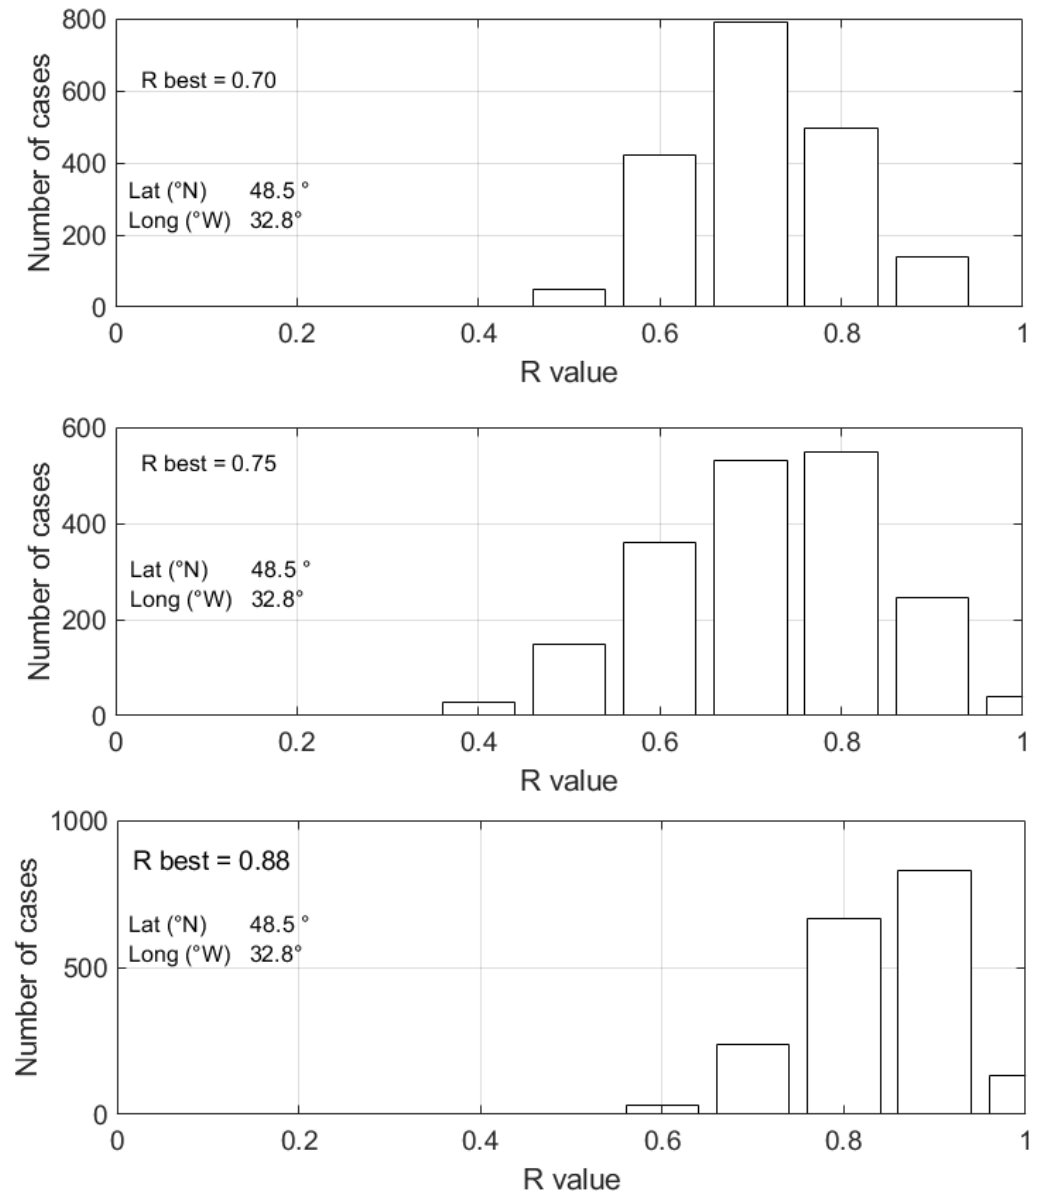 800
600
400
200
0
Number of cases
R best = 0.70
Lat (°N) 48.5 °
Long (°W) 32.8°
0 0.2 0.4 0.6 0.8 1
R value
600
400
200
0
Number of cases
R best = 0.75
Lat (°N) 48.5 °
Long (°W) 32.8°
0 0.2 0.4 0.6 0.8 1
R value
1000
500
0
Number of cases
R best = 0.88
Lat (°N) 48.5 °
Long (°W) 32.8°
0 0.2 0.4 0.6 0.8 1
R value